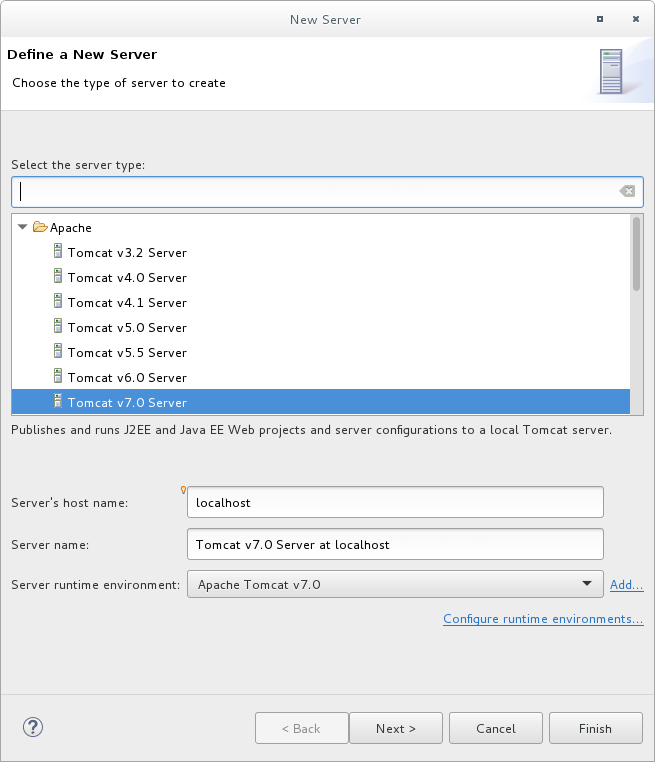 New Server
Define a New Server
Choose the type of server to create
Select the server type:
Apache
Tomcat v3.2 Server
Tomcat v4.0 Server
Tomcat v4.1 Server
Tomcat v5.0 Server
Tomcat v5.5 Server
Tomcat v6.0 Server
Tomcat v7.0 Server
Publishes and runs J2EE and Java EE Web projects and server configurations to a local Tomcat server.
Server's host name: localhost
Server name: Tomcat v7.0 Server at localhost
Server runtime environment: Apache Tomcat v7.0 Add...
Configure runtime environments...
? < Back Next > Cancel Finish